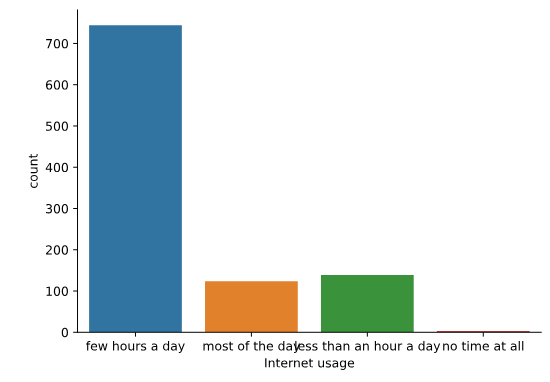 700
600
500
400
300
200
100
0
count
few hours a day
most of the day
less than an hour a day
no time at all
Internet usage